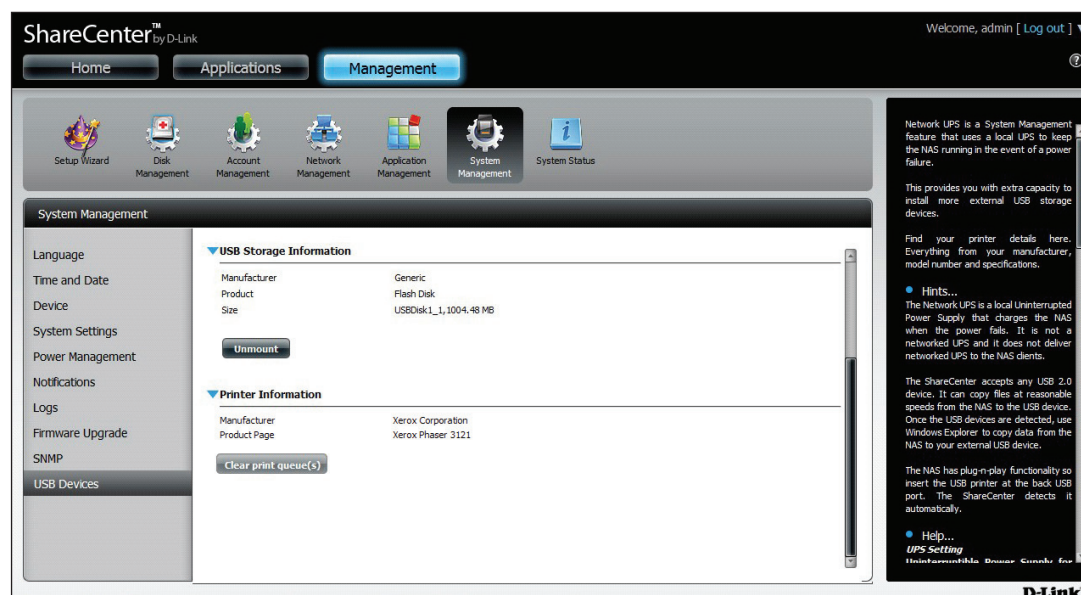 ShareCenter™ by D-Link
Welcome, admin [ Log out ]
Home
Applications
Management
Setup Wizard
Disk
Management
Account
Management
Network
Management
Application
Management
System
Management
System Status
System Management
Language
Time and Date
Device
System Settings
Power Management
Notifications
Logs
Firmware Upgrade
SNMP
USB Devices
USB Storage Information
Manufacturer Generic
Product Flash Disk
Size USBDisk1_1,1004.48 MB
Unmount
Printer Information
Manufacturer Xerox Corporation
Product Page Xerox Phaser 3121
Clear print queue(s)
Network UPS is a System Management
feature that uses a local UPS to keep
the NAS running in the event of a power
failure.
This provides you with extra capacity to
install more external USB storage
devices.
Find your printer details here.
Everything from your manufacturer,
model number and specifications.
Hints...
The Network UPS is a local Uninterrupted
Power Supply that charges the NAS
when the power fails. It is not a
networked UPS and it does not deliver
networked UPS to the NAS clients.
The ShareCenter accepts any USB 2.0
device. It can copy files at reasonable
speeds from the NAS to the USB device.
Once the USB devices are detected, use
Windows Explorer to copy data from the
NAS to your external USB device.
The NAS has plug-n-play functionality so
insert the USB printer at the back USB
port. The ShareCenter detects it
automatically.
Help...
UPS Setting
Uninterruptible Power Supply for
D-Link